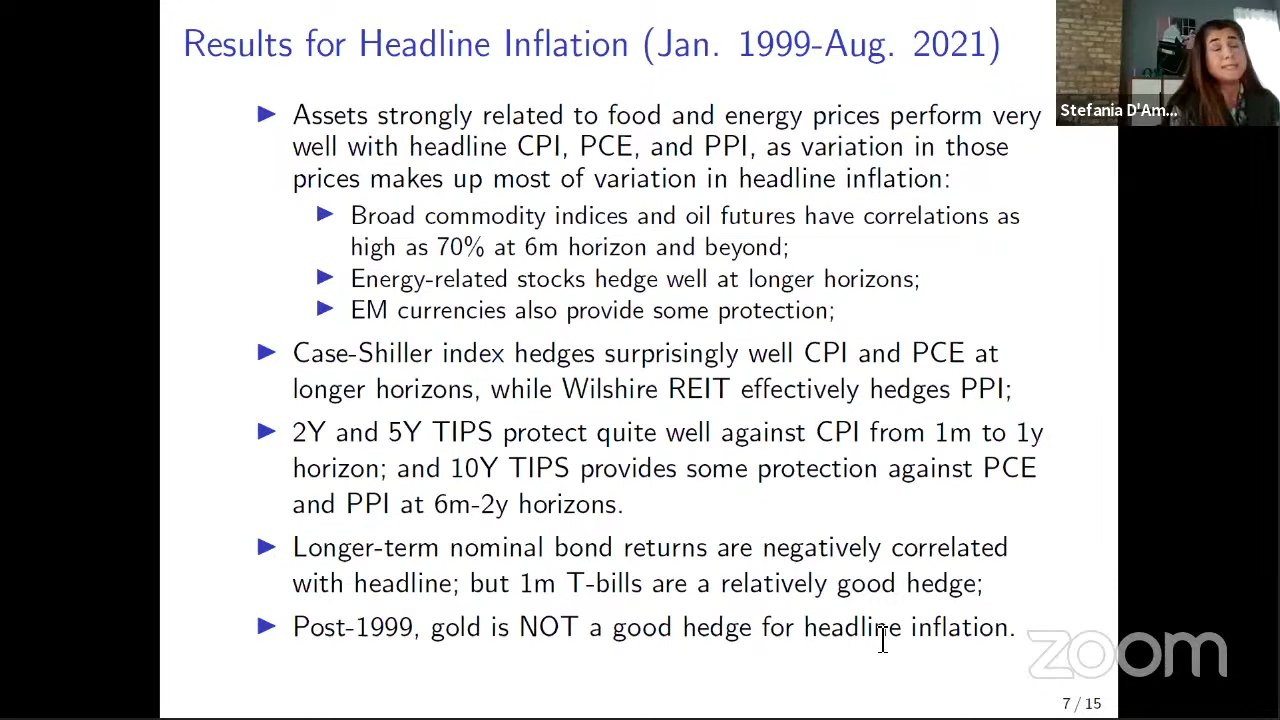 Results for Headline Inflation (Jan. 1999-Aug. 2021)
Stefania D'Am...
Assets strongly related to food and energy prices perform very
well with headline CPI, PCE, and PPI, as variation in those
prices makes up most of variation in headline inflation:
Broad commodity indices and oil futures have correlations as
high as 70% at 6m horizon and beyond;
Energy-related stocks hedge well at longer horizons;
EM currencies also provide some protection;
Case-Shiller index hedges surprisingly well CPI and PCE at
longer horizons, while Wilshire REIT effectively hedges PPI;
2Y and 5Y TIPS protect quite well against CPI from 1m to 1y
horizon; and 10Y TIPS provides some protection against PCE
and PPI at 6m-2y horizons.
Longer-term nominal bond returns are negatively correlated
with headline; but 1m T-bills are a relatively good hedge;
Post-1999, gold is NOT a good hedge for headline inflation.
zoom
7 / 15